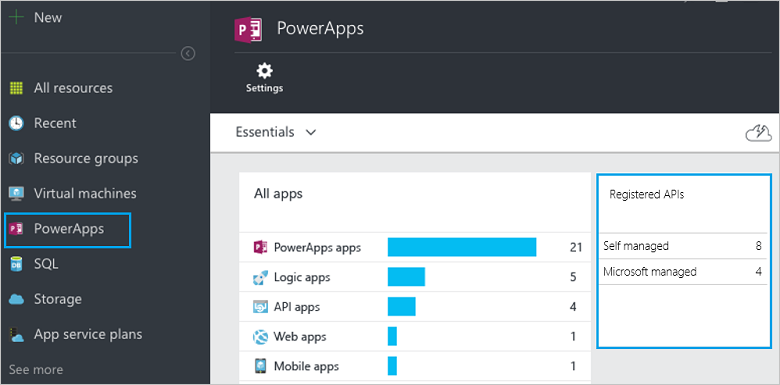 New
All resources
Recent
Resource groups
Virtual machines
PowerApps
SQL
Storage
App service plans
See more
PowerApps
Settings
Essentials
All apps
PowerApps apps 21
Logic apps 5
API apps 4
Web apps 1
Mobile apps 1
Registered APIs
Self managed 8
Microsoft managed 4